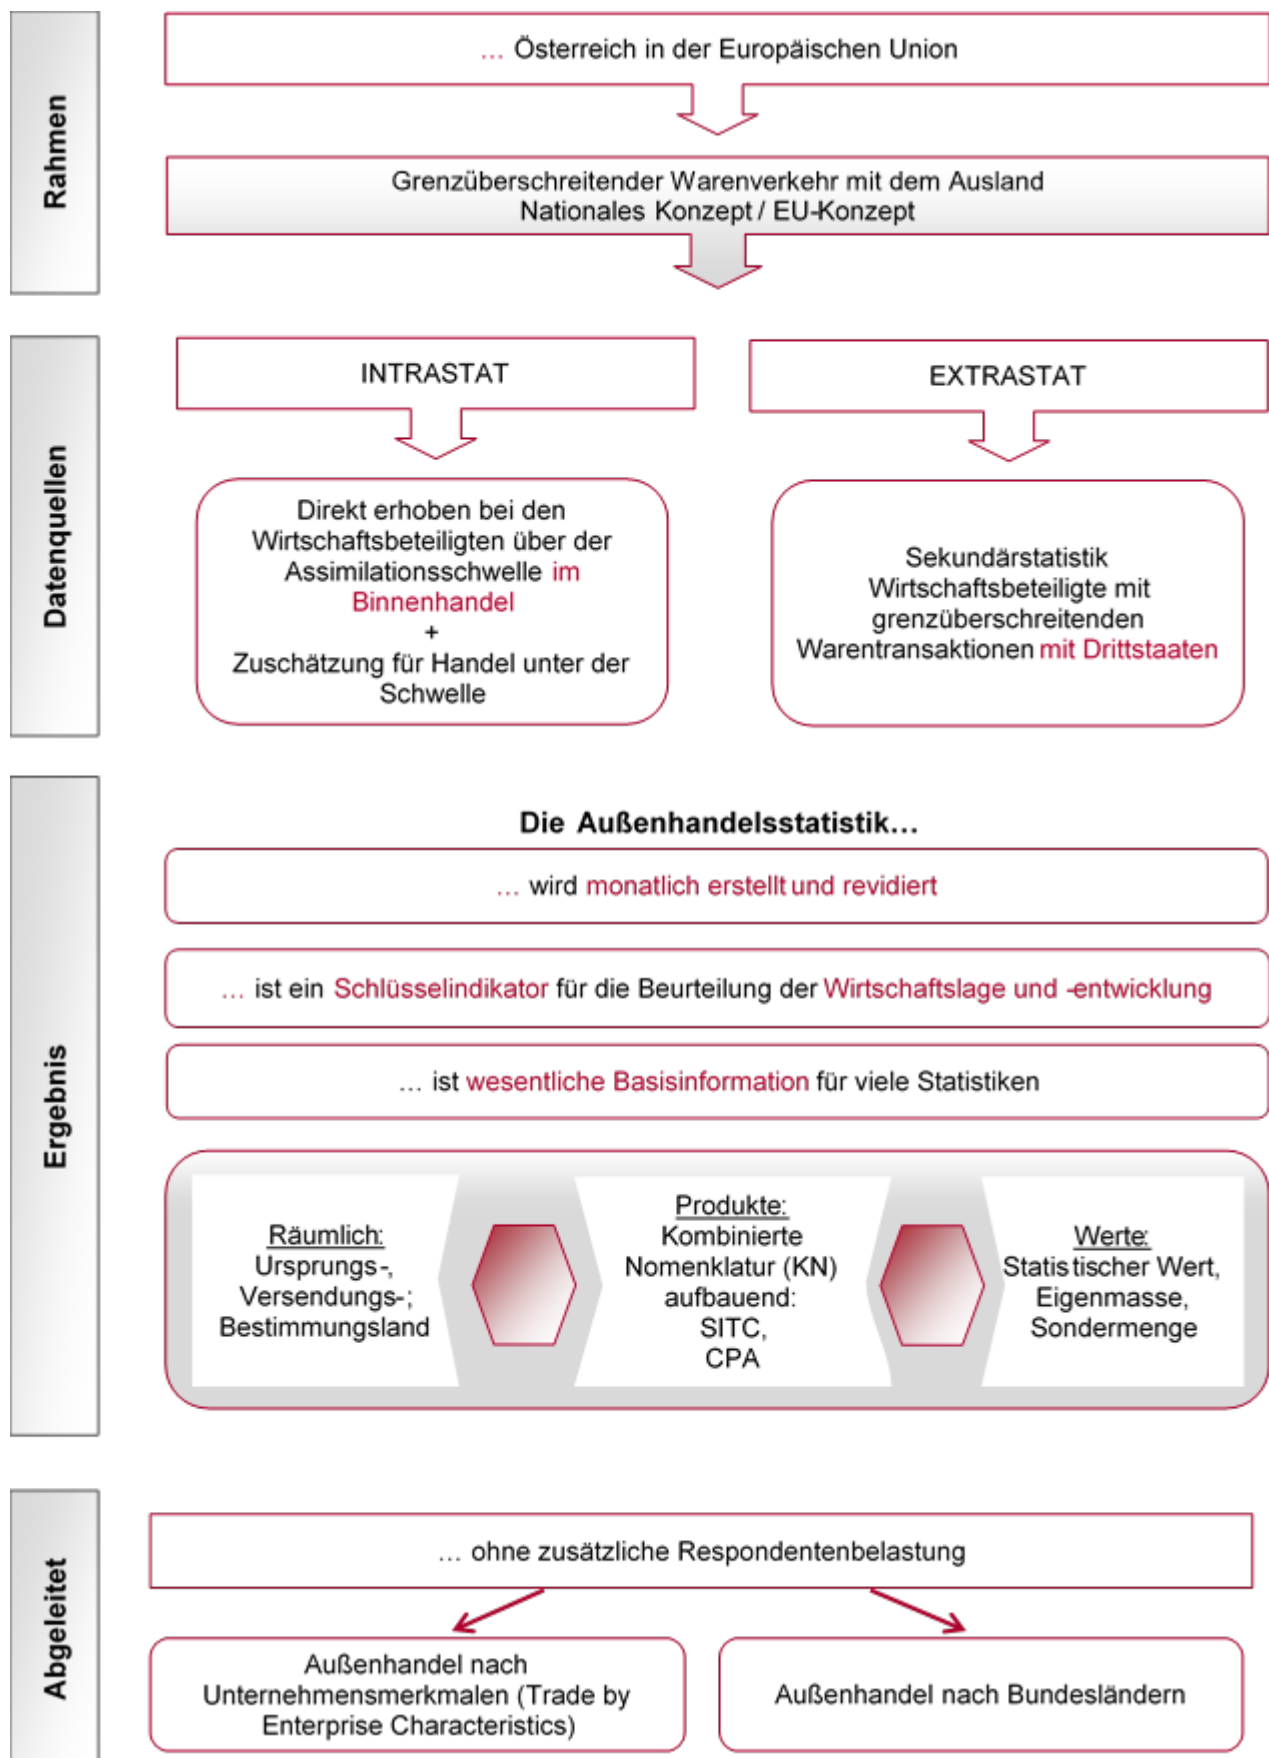 Rahmen
… Österreich in der Europäischen Union
Grenzüberschreitender Warenverkehr mit dem Ausland
Nationales Konzept / EU-Konzept
Datenquellen
INTRASTAT
Direkt erhoben bei den
Wirtschaftsbeteiligten über der
Assimilationsschwelle im
Binnenhandel
+
Zuschätzung für Handel unter der
Schwelle
EXTRASTAT
Sekundärstatistik
Wirtschaftsbeteiligte mit
grenzüberschreitenden
Warentransaktionen mit Drittstaaten
Ergebnis
Die Außenhandelsstatistik…
… wird monatlich erstellt und revidiert
… ist ein Schlüsselindikator für die Beurteilung der Wirtschaftslage und -entwicklung
… ist wesentliche Basisinformation für viele Statistiken
Räumlich:
Ursprungs-,
Versendungs-;
Bestimmungsland
Produkte:
Kombinierte
Nomenklatur (KN)
aufbauend:
SITC,
CPA
Werte:
Statistischer Wert,
Eigenmasse,
Sondermenge
Abgeleitet
… ohne zusätzliche Respondentenbelastung
Außenhandel nach
Unternehmensmerkmalen (Trade by
Enterprise Characteristics)
Außenhandel nach Bundesländern